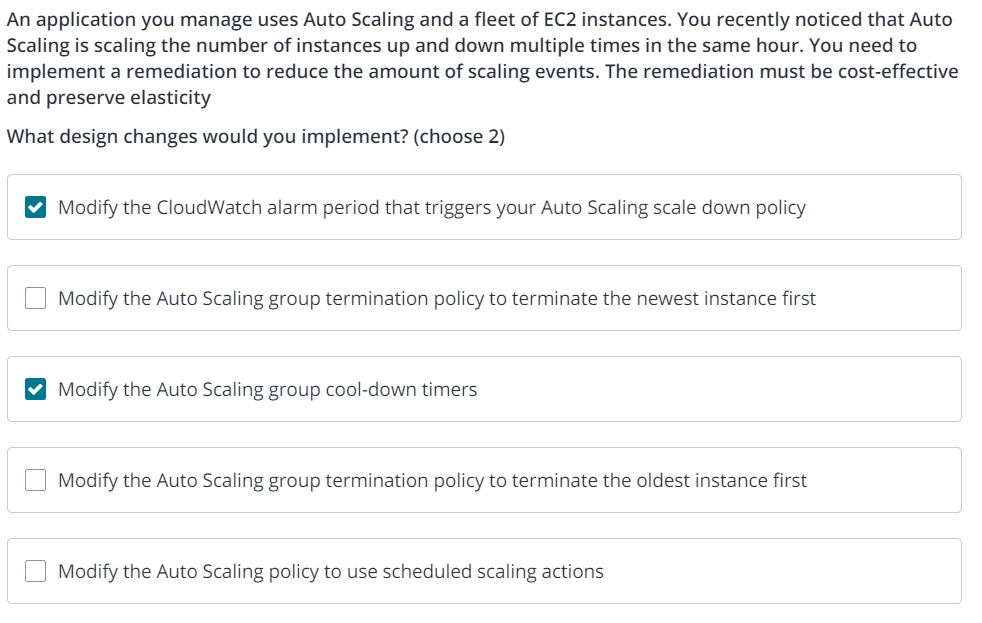 An application you manage uses Auto Scaling and a fleet of EC2 instances. You recently noticed that Auto
Scaling is scaling the number of instances up and down multiple times in the same hour. You need to
implement a remediation to reduce the amount of scaling events. The remediation must be cost-effective
and preserve elasticity
What design changes would you implement? (choose 2)
Modify the CloudWatch alarm period that triggers your Auto Scaling scale down policy
Modify the Auto Scaling group termination policy to terminate the newest instance first
Modify the Auto Scaling group cool-down timers
Modify the Auto Scaling group termination policy to terminate the oldest instance first
Modify the Auto Scaling policy to use scheduled scaling actions